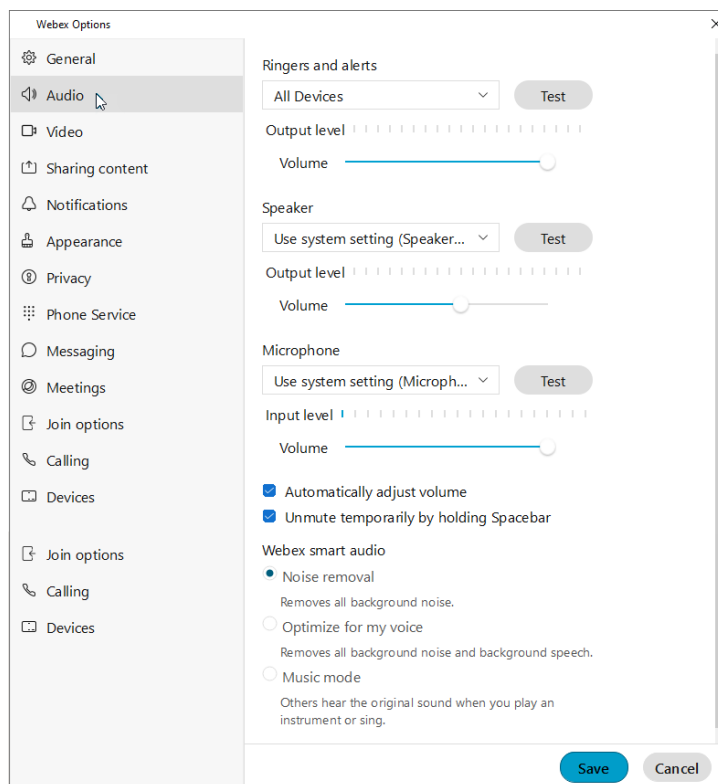 Webex Options
General
Audio
Video
Sharing content
Notifications
Appearance
Privacy
Phone Service
Messaging
Meetings
Join options
Calling
Devices
Join options
Calling
Devices
Ringers and alerts
All Devices
Test
Output level
Volume
Speaker
Use system setting (Speaker...
Test
Output level
Volume
Microphone
Use system setting (Microph...
Test
Input level
Volume
Automatically adjust volume
Unmute temporarily by holding Spacebar
Webex smart audio
Noise removal
Removes all background noise.
Optimize for my voice
Removes all background noise and background speech.
Music mode
Others hear the original sound when you play an
instrument or sing.
Save
Cancel